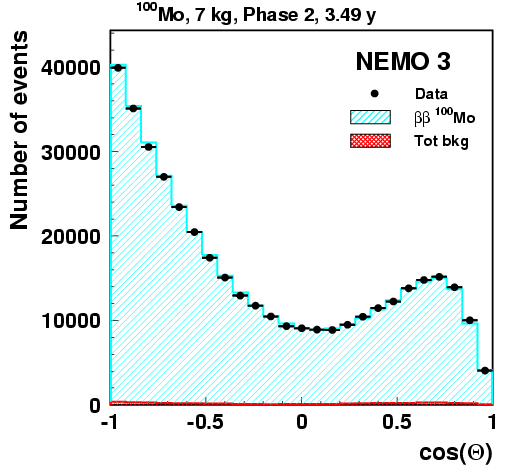 ¹⁰⁰Mo, 7 kg, Phase 2, 3.49 y
NEMO 3
Data
ββ ¹⁰⁰Mo
Tot bkg
Number of events
40000
30000
20000
10000
0
-1 -0.5 0 0.5 1
cos(Θ)